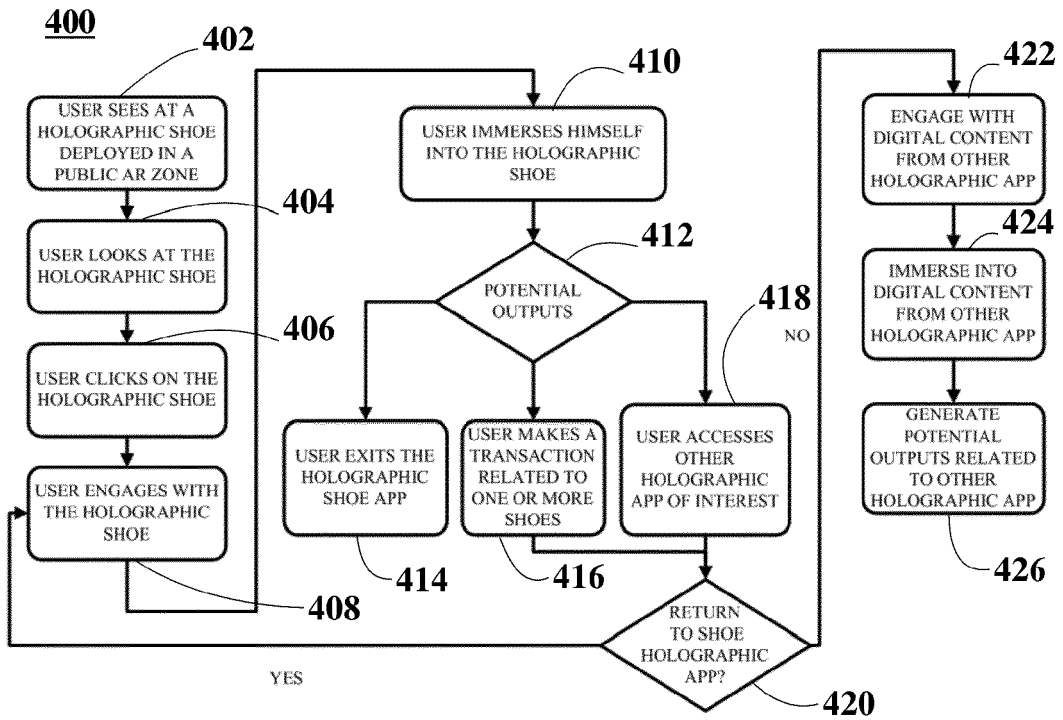 400
402
USER SEES AT A
HOLOGRAPHIC SHOE
DEPLOYED IN A
PUBLIC AR ZONE
404
USER LOOKS AT THE
HOLOGRAPHIC SHOE
406
USER CLICKS ON THE
HOLOGRAPHIC SHOE
USER ENGAGES WITH
THE HOLOGRAPHIC
SHOE
408
410
USER IMMERSES HIMSELF
INTO THE HOLOGRAPHIC
SHOE
412
POTENTIAL
OUTPUTS
USER EXITS THE
HOLOGRAPHIC
SHOE APP
414
USER MAKES A
TRANSACTION
RELATED TO
ONE OR MORE
SHOES
416
418
USER ACCESSES
OTHER
HOLOGRAPHIC
APP OF INTEREST
RETURN
TO SHOE
HOLOGRAPHIC
APP?
420
YES
NO
422
ENGAGE WITH
DIGITAL CONTENT
FROM OTHER
HOLOGRAPHIC APP
424
IMMERSE INTO
DIGITAL CONTENT
FROM OTHER
HOLOGRAPHIC APP
GENERATE
POTENTIAL
OUTPUTS RELATED
TO OTHER
HOLOGRAPHIC APP
426